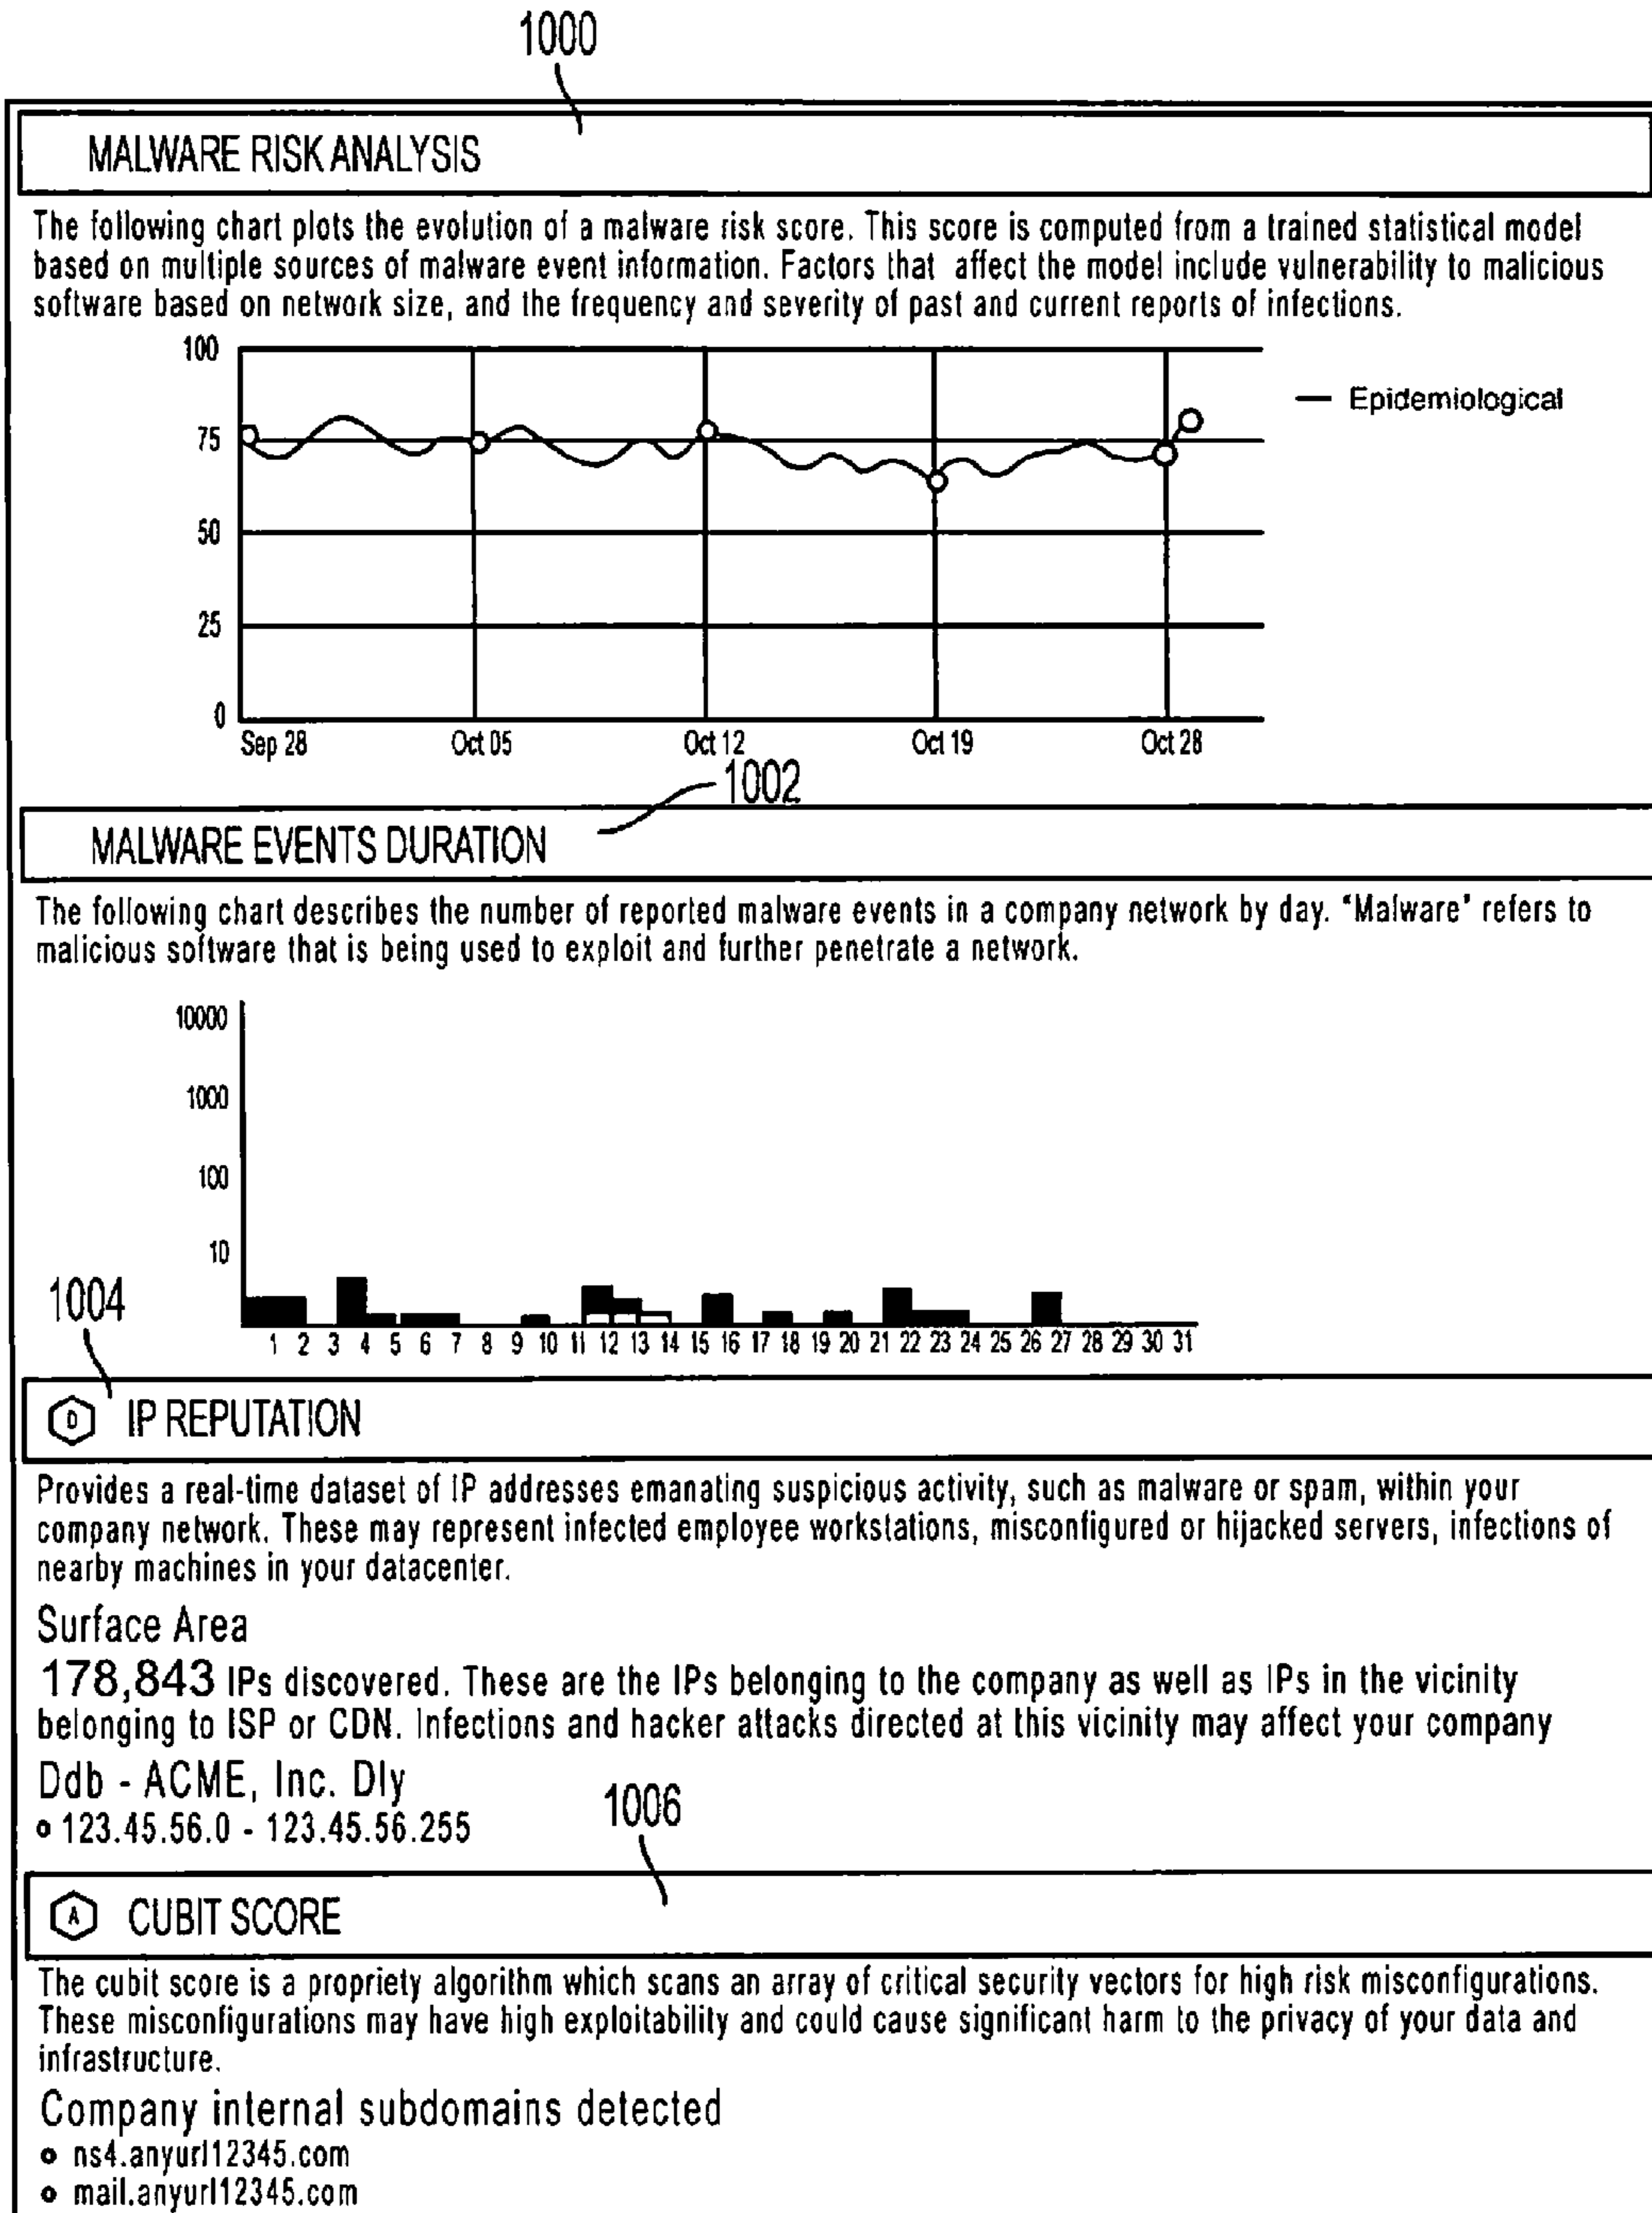 1000
MALWARE RISK ANALYSIS
The following chart plots the evolution of a malware risk score. This score is computed from a trained statistical model
based on multiple sources of malware event information. Factors that affect the model include vulnerability to malicious
software based on network size, and the frequency and severity of past and current reports of infections.
100
75
50
25
0
Epidemiological
Sep 28 Oct 05 Oct 12 Oct 19 Oct 28
1002
MALWARE EVENTS DURATION
The following chart describes the number of reported malware events in a company network by day. "Malware" refers to
malicious software that is being used to exploit and further penetrate a network.
10000
1000
100
10
1 2 3 4 5 6 7 8 9 10 11 12 13 14 15 16 17 18 19 20 21 22 23 24 25 26 27 28 29 30 31
1004
D IP REPUTATION
Provides a real-time dataset of IP addresses emanating suspicious activity, such as malware or spam, within your
company network. These may represent infected employee workstations, misconfigured or hijacked servers, infections of
nearby machines in your datacenter.
Surface Area
178,843 IPs discovered. These are the IPs belonging to the company as well as IPs in the vicinity
belonging to ISP or CDN. Infections and hacker attacks directed at this vicinity may affect your company
Ddb - ACME, Inc. Dly
123.45.56.0 - 123.45.56.255
1006
A CUBIT SCORE
The cubit score is a propriety algorithm which scans an array of critical security vectors for high risk misconfigurations.
These misconfigurations may have high exploitability and could cause significant harm to the privacy of your data and
infrastructure.
Company internal subdomains detected
ns4.anyurl12345.com
mail.anyurl12345.com